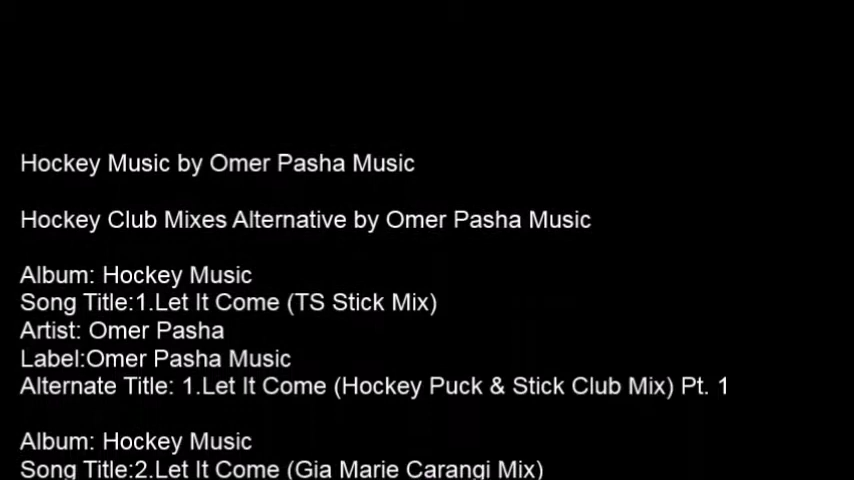 Hockey Music by Omer Pasha Music
Hockey Club Mixes Alternative by Omer Pasha Music
Album: Hockey Music
Song Title:1.Let It Come (TS Stick Mix)
Artist: Omer Pasha
Label:Omer Pasha Music
Alternate Title: 1.Let It Come (Hockey Puck & Stick Club Mix) Pt. 1
Album: Hockey Music
Song Title:2.Let It Come (Gia Marie Carangi Mix)